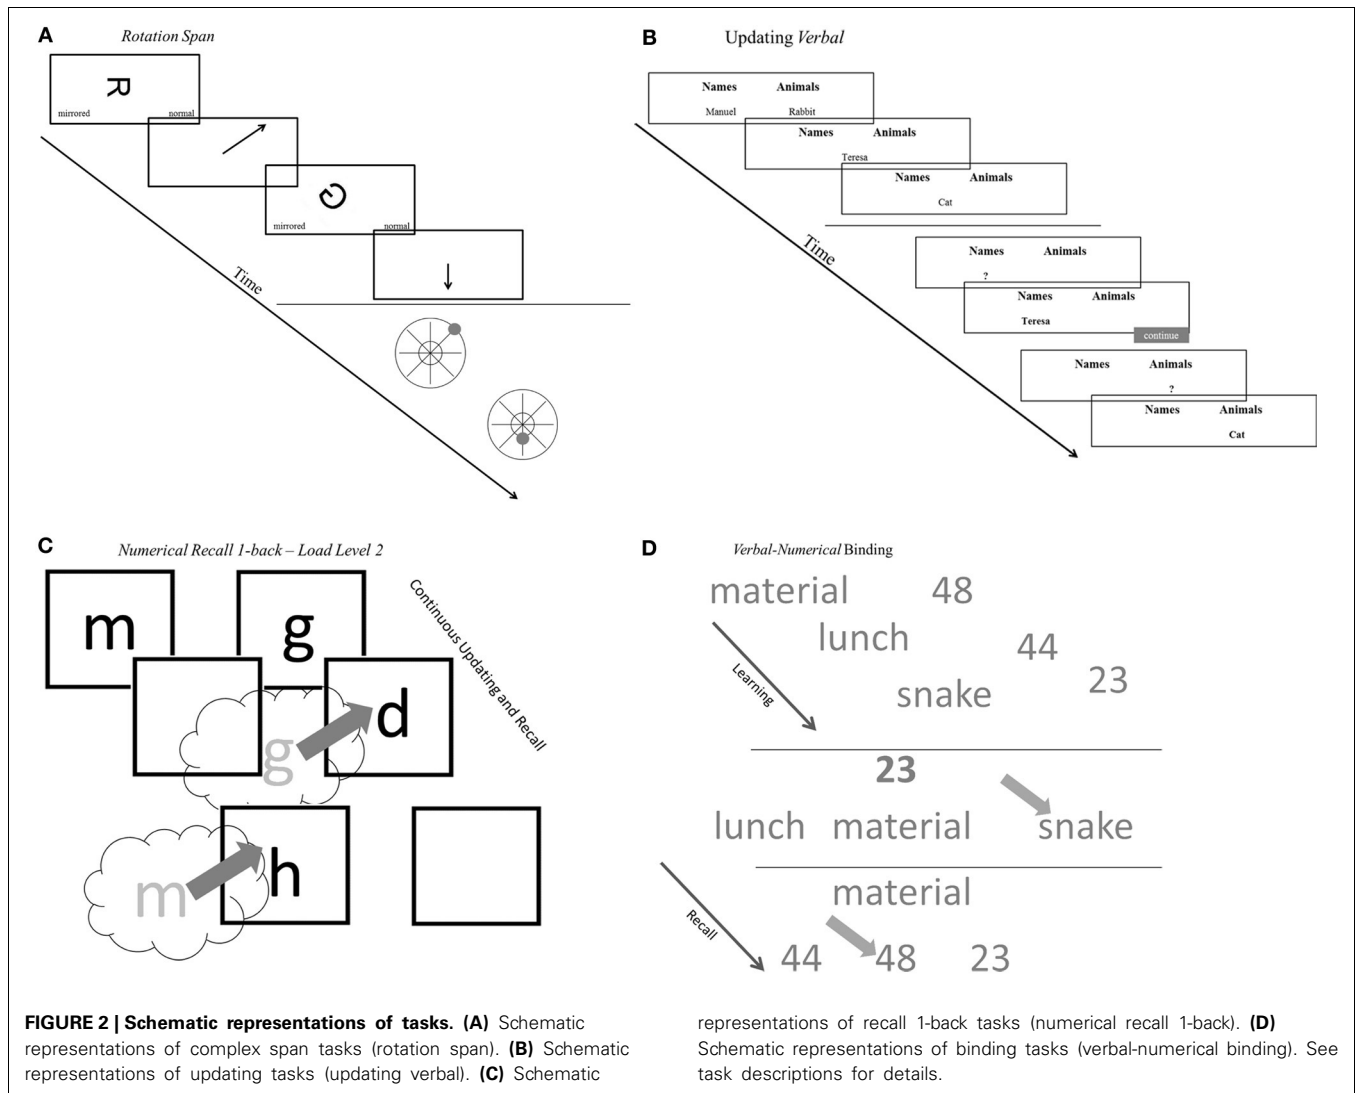 A
Rotation Span
R
mirrored normal
G
mirrored normal
Time
B
Updating Verbal
Names Animals
Manuel Rabbit
Names Animals
Teresa
Names Animals
Cat
Time
Names Animals
?
Names Animals
Teresa
continue
Names Animals
?
Names Animals
Cat
C
Numerical Recall 1-back – Load Level 2
m g
g d
m h
Continuous Updating and Recall
D
Verbal-Numerical Binding
material 48
lunch 44
snake 23
Learning
23
lunch material snake
material
44 48 23
Recall
FIGURE 2 | Schematic representations of tasks. (A) Schematic
representations of complex span tasks (rotation span). (B) Schematic
representations of updating tasks (updating verbal). (C) Schematic
representations of recall 1-back tasks (numerical recall 1-back). (D)
Schematic representations of binding tasks (verbal-numerical binding). See
task descriptions for details.